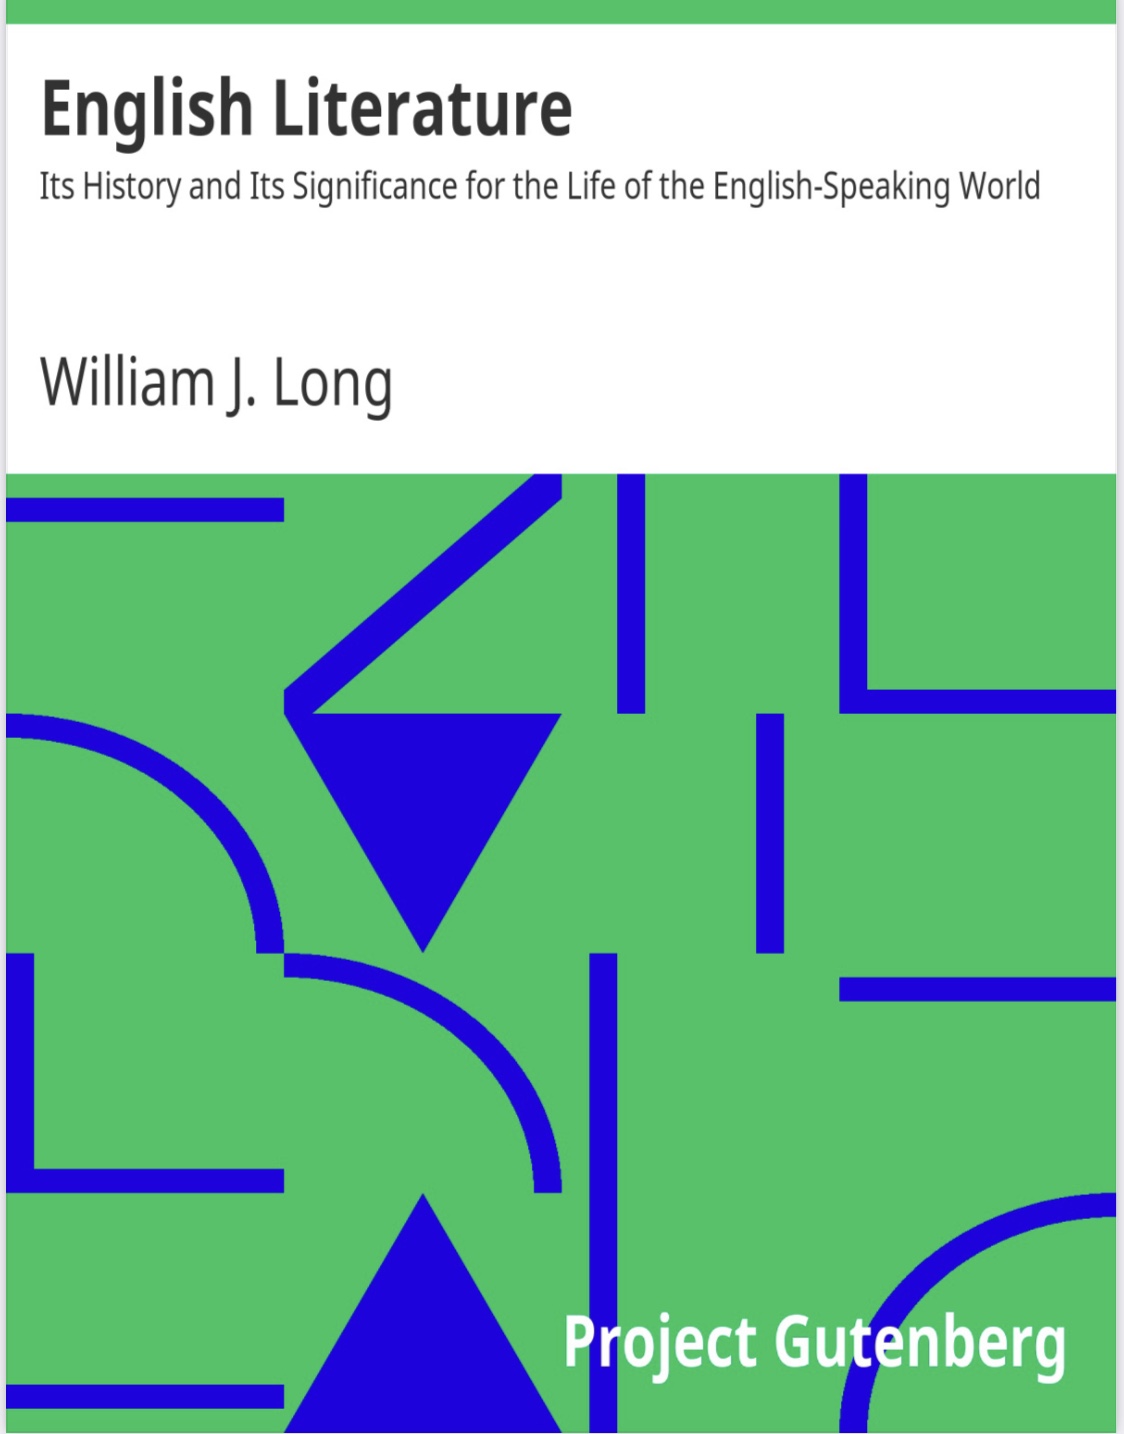 English Literature
Its History and Its Significance for the Life of the English-Speaking World
William J. Long
Project Gutenberg